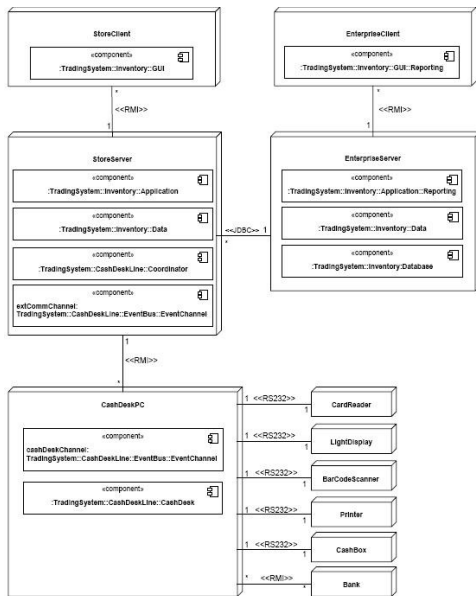 StoreClient
«component»
:TradingSystem::Inventory::GUI
EnterpriseClient
«component»
:TradingSystem::Inventory::GUI::Reporting
*
<<RMI>>
1
*
<<RMI>>
1
StoreServer
«component»
:TradingSystem::Inventory::Application
«component»
:TradingSystem::Inventory::Data
«component»
:TradingSystem::CashDeskLine::Coordinator
«component»
extCommChannel:
TradingSystem::CashDeskLine::EventBus::EventChannel
<<JDBC>> 1
*
EnterpriseServer
«component»
:TradingSystem::Inventory::Application::Reporting
«component»
:TradingSystem::Inventory::Data
«component»
:TradingSystem::Inventory:Database
1
<<RMI>>
*
CashDeskPC
«component»
cashDeskChannel:
TradingSystem::CashDeskLine::EventBus::EventChannel
«component»
:TradingSystem::CashDeskLine::CashDesk
1 <<RS232>> 1
CardReader
1 <<RS232>> 1
LightDisplay
1 <<RS232>> 1
BarCodeScanner
1 <<RS232>> 1
Printer
1 <<RS232>> 1
CashBox
* <<RMI>> *
Bank